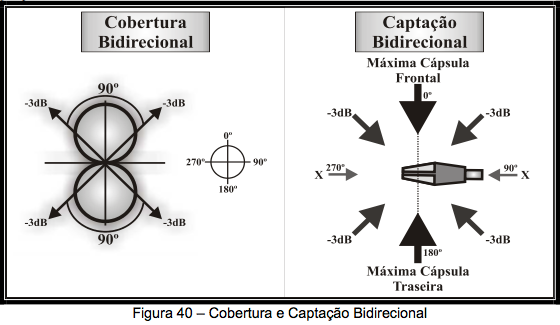 Cobertura
Bidirecional
90º
-3dB
-3dB
0º
270º
90º
180º
-3dB
-3dB
90º
Captação
Bidirecional
Máxima Cápsula
Frontal
0º
-3dB
-3dB
X
270º
90º
X
-3dB
-3dB
180º
Máxima Cápsula
Traseira
Figura 40 – Cobertura e Captação Bidirecional